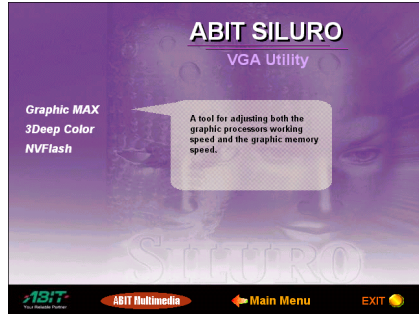 ABIT SILURO
VGA Utility
Graphic MAX
3Deep Color
NVFlash
A tool for adjusting both the
graphic processors working
speed and the graphic memory
speed.
SILURO
ABIT
Your Reliable Partner
ABIT Multimedia
Main Menu
EXIT